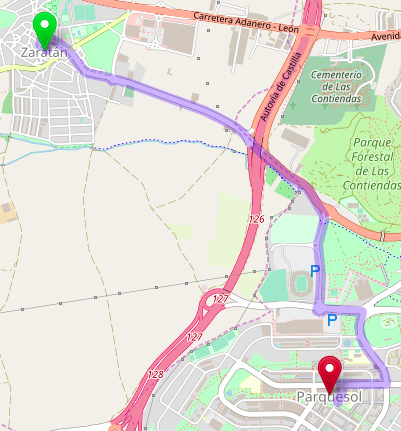 Carretera Adanero - León
Avenida
Zaratán
Autovía de Castilla
Cementerio
de Las
Contiendas
Parque
Forestal
de Las
Contiendas
126
P
127
P
127
128
Parquesol